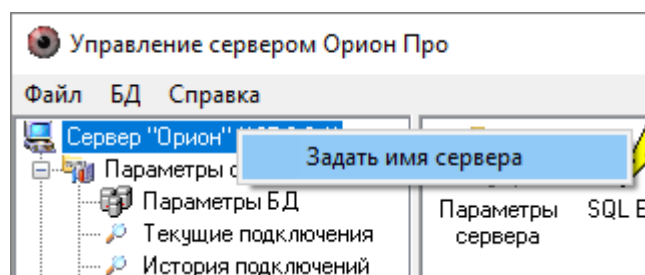 Управление сервером Орион Про
Файл БД Справка
Сервер "Орион"
Задать имя сервера
Параметры
Параметры БД
Текущие подключения
История подключений
Параметры
сервера
SQL